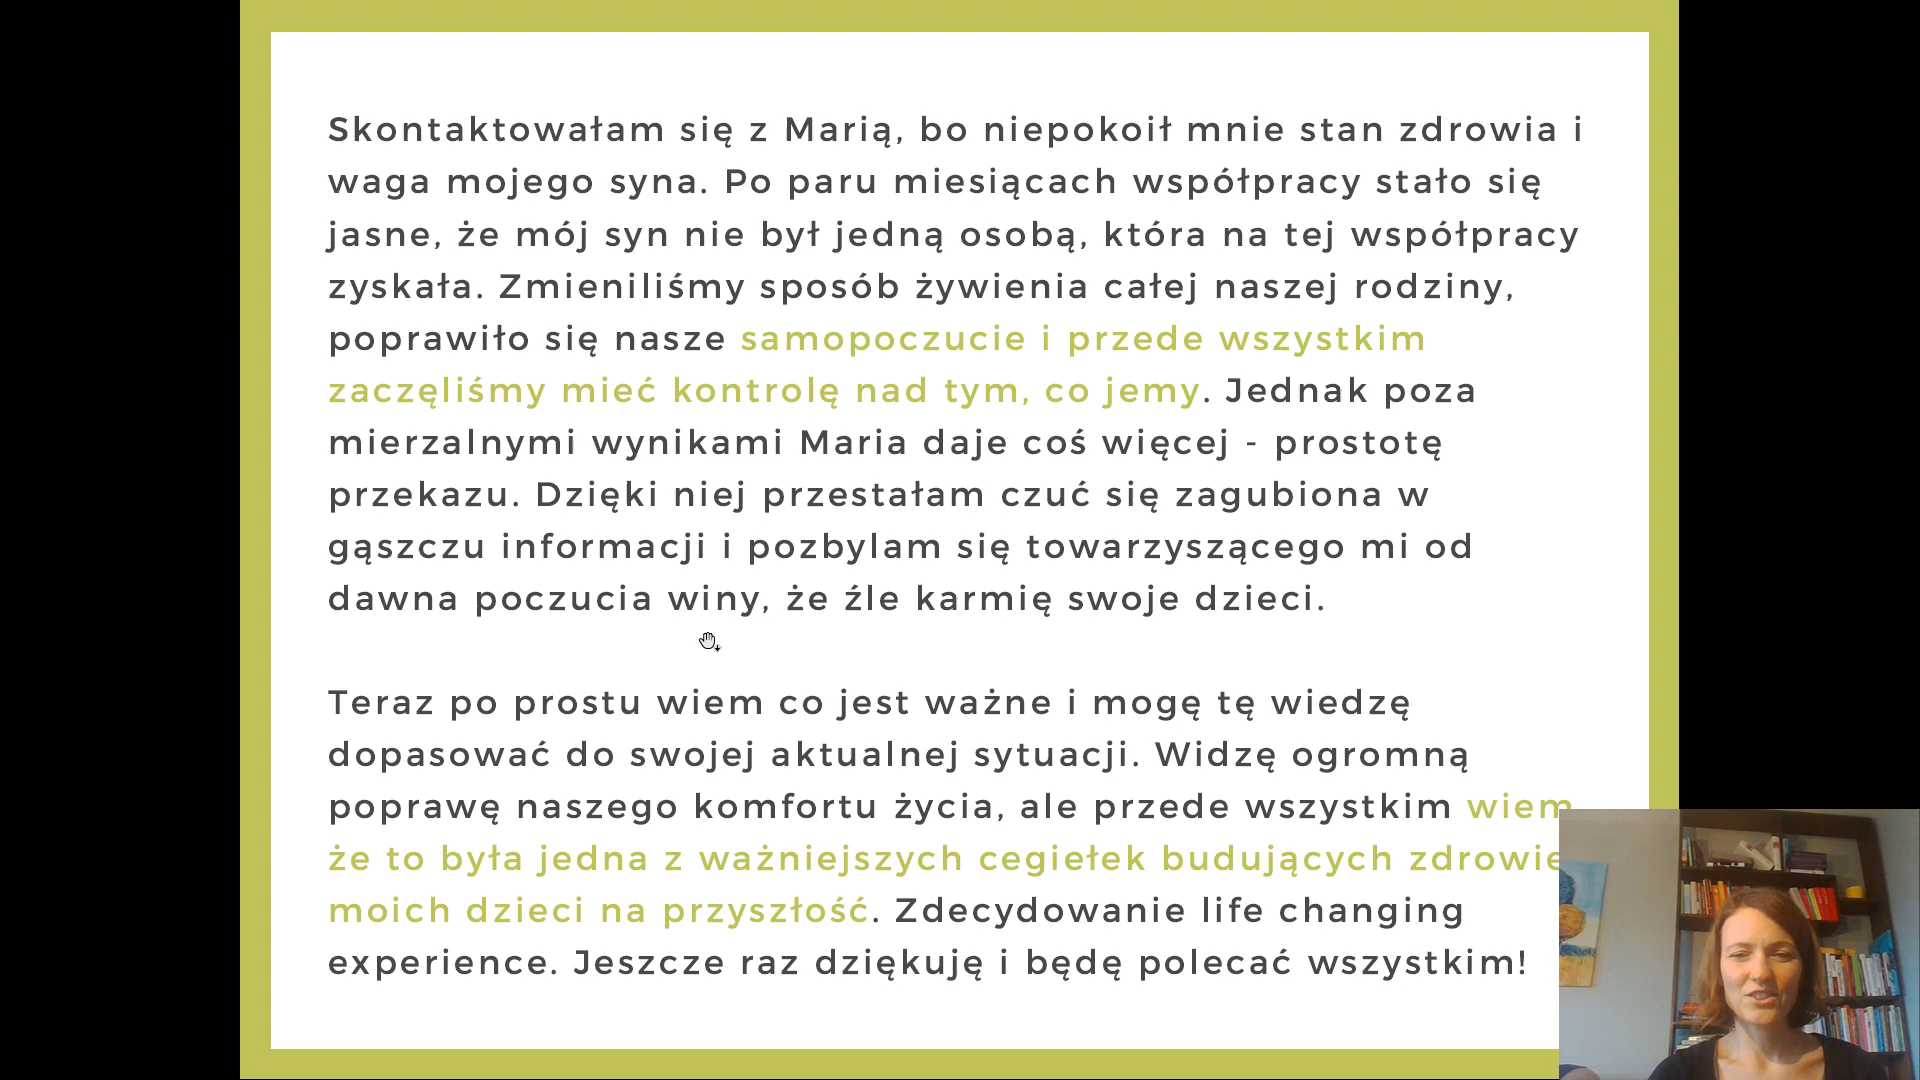 Skontaktowałam się z Marią, bo niepokoił mnie stan zdrowia i
waga mojego syna. Po paru miesiącach współpracy stało się
jasne, że mój syn nie był jedną osobą, która na tej współpracy
zyskała. Zmieniliśmy sposób żywienia całej naszej rodziny,
poprawiło się nasze samopoczucie i przede wszystkim
zaczęliśmy mieć kontrolę nad tym, co jemy. Jednak poza
mierzalnymi wynikami Maria daje coś więcej - prostotę
przekazu. Dzięki niej przestałam czuć się zagubiona w
gąszczu informacji i pozbylam się towarzyszącego mi od
dawna poczucia winy, że źle karmię swoje dzieci.
Teraz po prostu wiem co jest ważne i mogę tę wiedzę
dopasować do swojej aktualnej sytuacji. Widzę ogromną
poprawę naszego komfortu życia, ale przede wszystkim wiem
że to była jedna z ważniejszych cegiełek budujących zdrowie
moich dzieci na przyszłość. Zdecydowanie life changing
experience. Jeszcze raz dziękuję i będę polecać wszystkim!